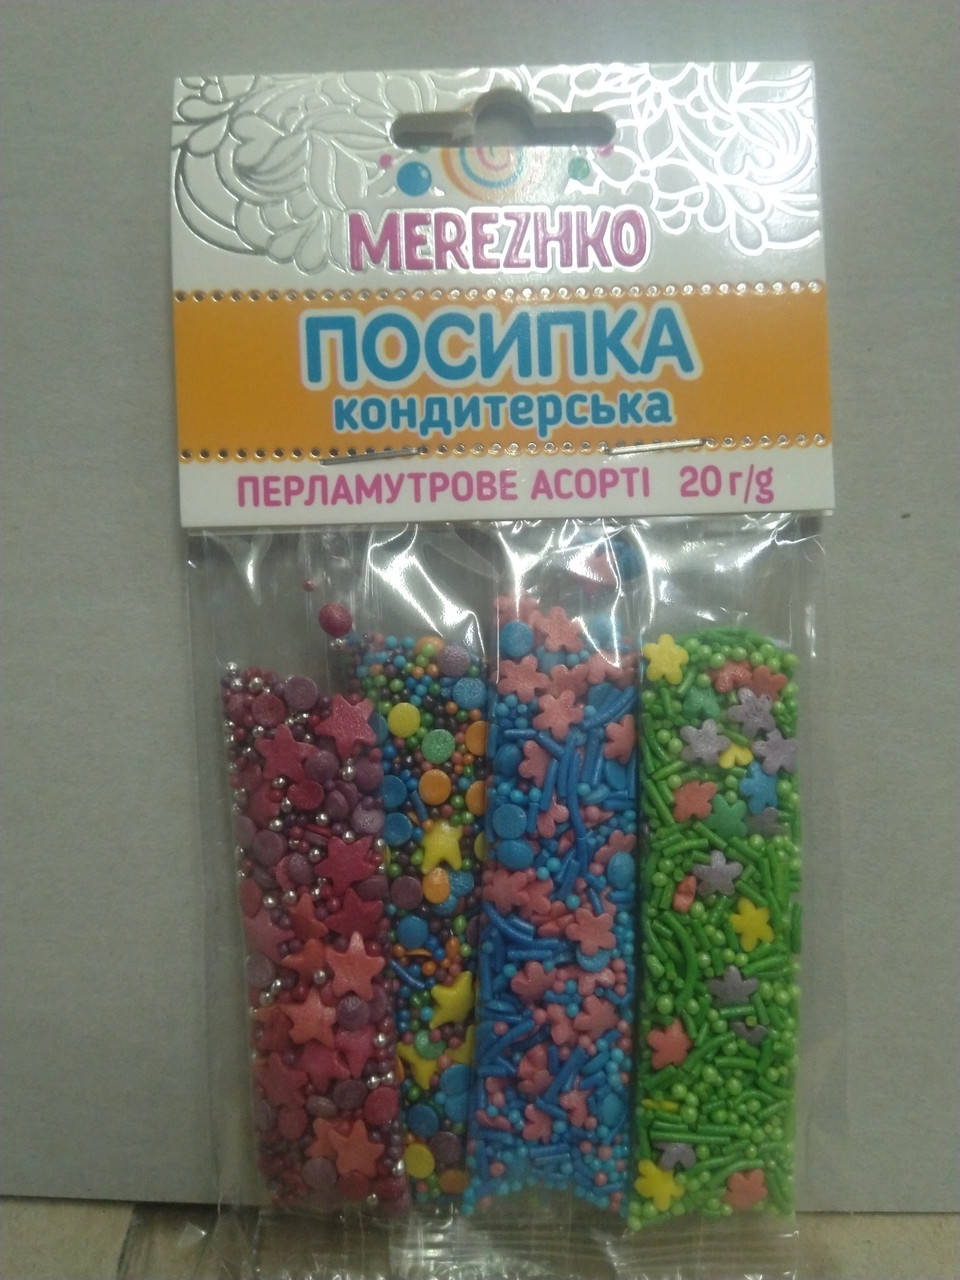 MEREZHKO
ПОСИПКА
кондитерська
ПЕРЛАМУТРОВЕ АСОРТІ 20 г/g